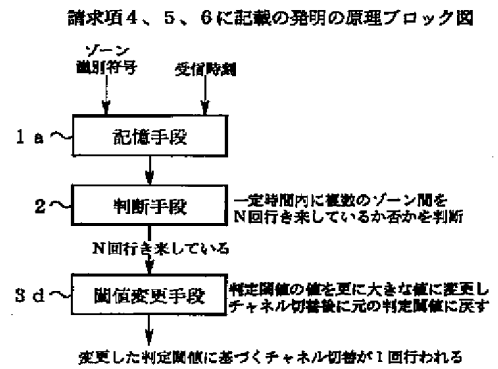 請求項4、5、6に記載の発明の原理ブロック図
ゾーン
識別符号
受信時刻
1a
記憶手段
2
判断手段
一定時間内に複数のゾーン間を
N回行き来しているか否かを判断
N回行き来している
3d
閾値変更手段
判定閾値の値を更に大きな値に変更し
チャネル切替後に元の判定閾値に戻す
変更した判定閾値に基づくチャネル切替が1回行われる